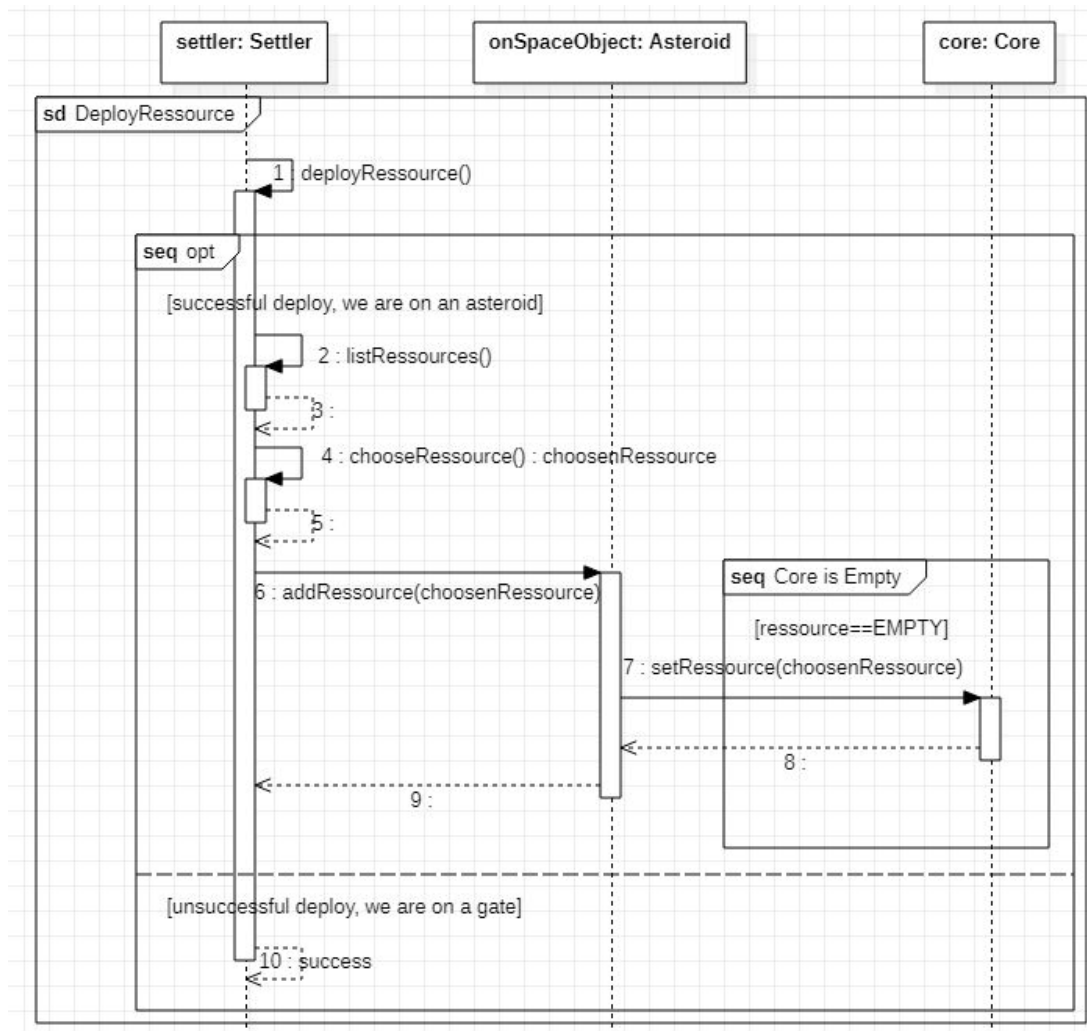 settler: Settler
onSpaceObject: Asteroid
core: Core
sd DeployRessource
1 : deployRessource()
seq opt
[successful deploy, we are on an asteroid]
2 : listRessources()
3 :
4 : chooseRessource() : choosenRessource
5 :
6 : addRessource(choosenRessource)
seq Core is Empty
[ressource==EMPTY]
7 : setRessource(choosenRessource)
8 :
9 :
[unsuccessful deploy, we are on a gate]
10 : success